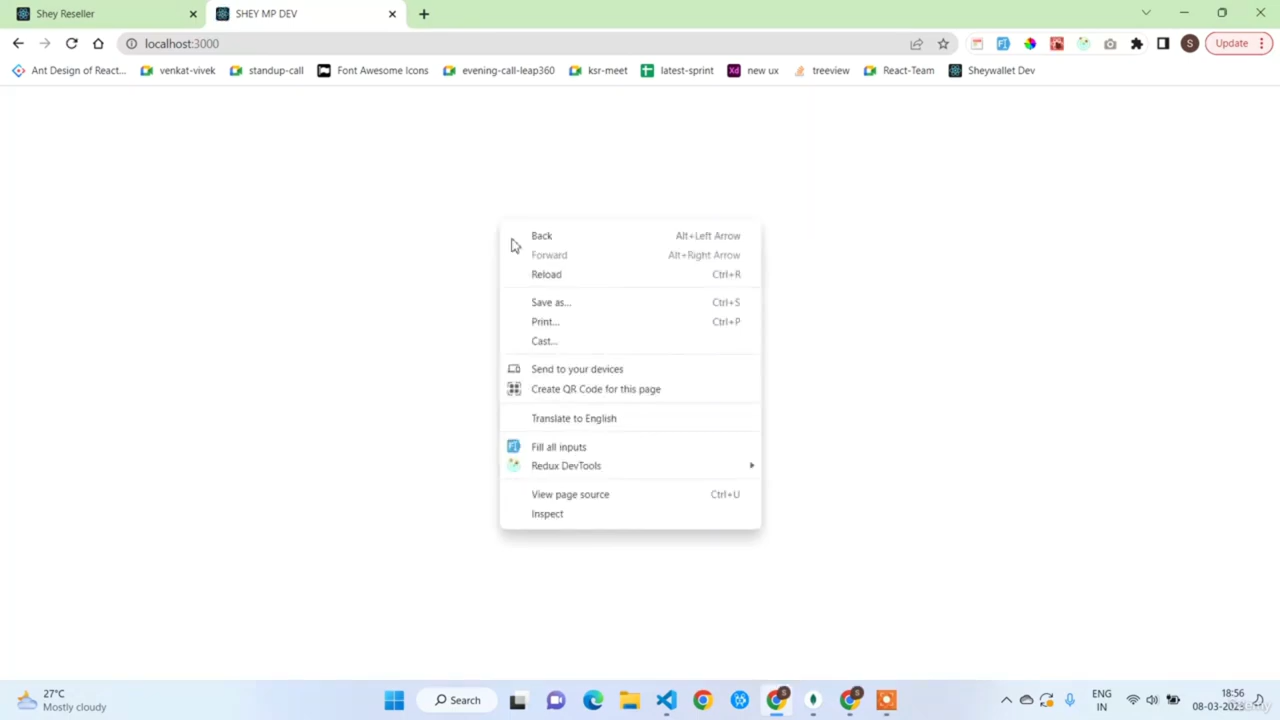 Shey Reseller
SHEY MP DEV
localhost:3000
S
Update
Ant Design of React...
venkat-vivek
standup-call
Font Awesome Icons
evening-call-leap360
ksr-meet
latest-sprint
Xd
new ux
treeview
React-Team
Sheywallet Dev
Back Alt+Left Arrow
Forward Alt+Right Arrow
Reload Ctrl+R
Save as... Ctrl+S
Print... Ctrl+P
Cast...
Send to your devices
Create QR Code for this page
Translate to English
Fill all inputs
Redux DevTools
View page source Ctrl+U
Inspect
27°C
Mostly cloudy
Search
ENG
IN
18:56
08-03-2023